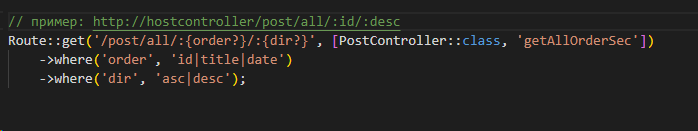 // пример: http://hostcontroller/post/all/:id/:desc
Route::get('/post/all/:{order?}/:{dir?}', [PostController::class, 'getAllOrderSec'])
->where('order', 'id|title|date')
->where('dir', 'asc|desc');